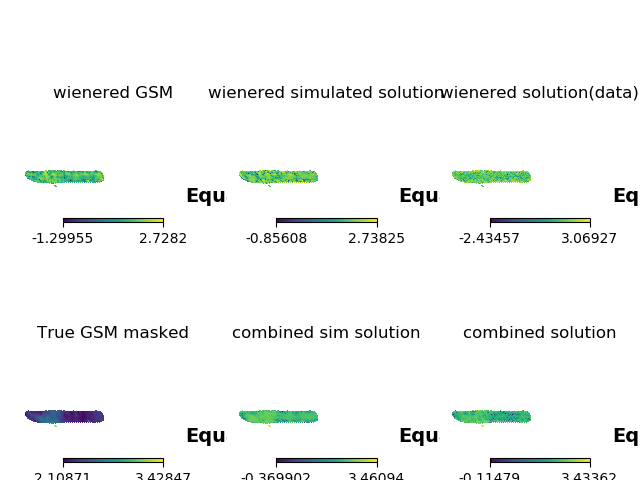 wienered GSM wienered simulated solution wienered solution(data)
Equ Equ Eq
-1.29955 2.7282 -0.85608 2.73825 -2.43457 3.06927
True GSM masked combined sim solution combined solution
Equ Equ Eq
2.10871 3.42847 -0.369902 3.46094 -0.11479 3.43362